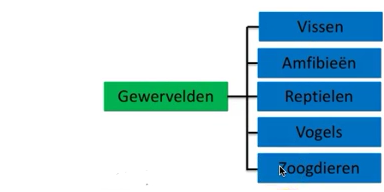 Vissen
Amfibieën
Gewervelden
Reptielen
Vogels
Zoogdieren